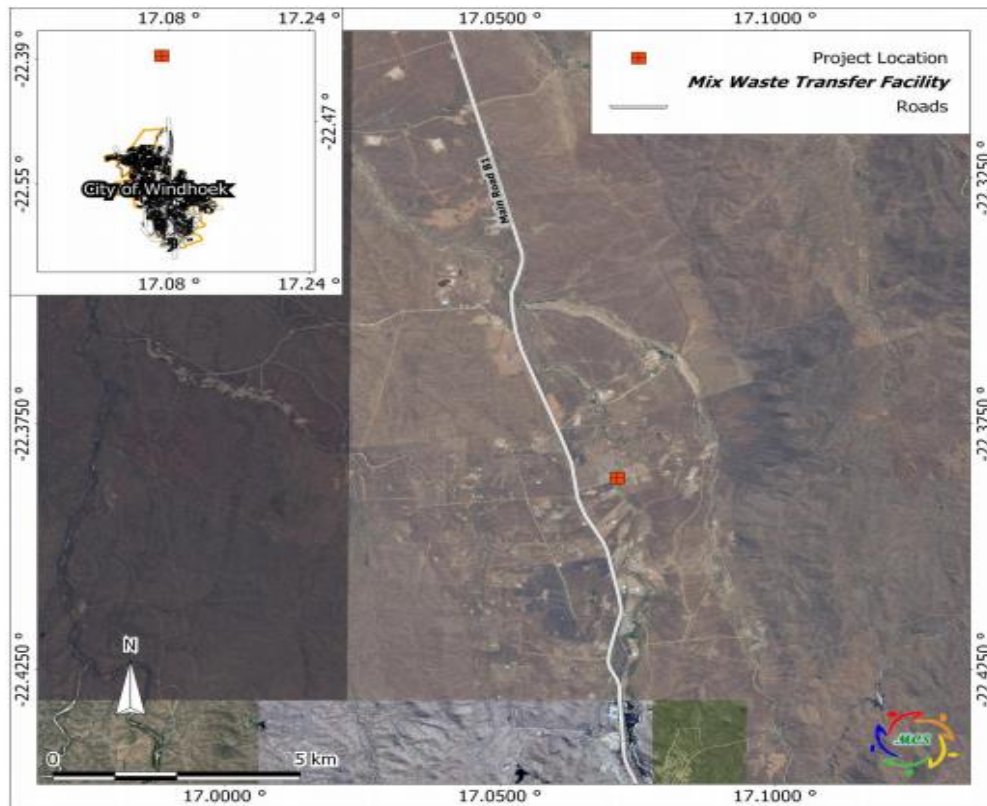 17.08 °
17.24 °
17.0500 °
17.1000 °
-22.39 °
-22.47 °
-22.55 °
City of Windhoek
17.08 °
17.24 °
Project Location
Mix Waste Transfer Facility
Roads
Main Road B1
-22.3250 °
-22.3750 °
-22.3750 °
-22.4250 °
-22.4250 °
N
0
5 km
MCS
17.0000 °
17.0500 °
17.1000 °